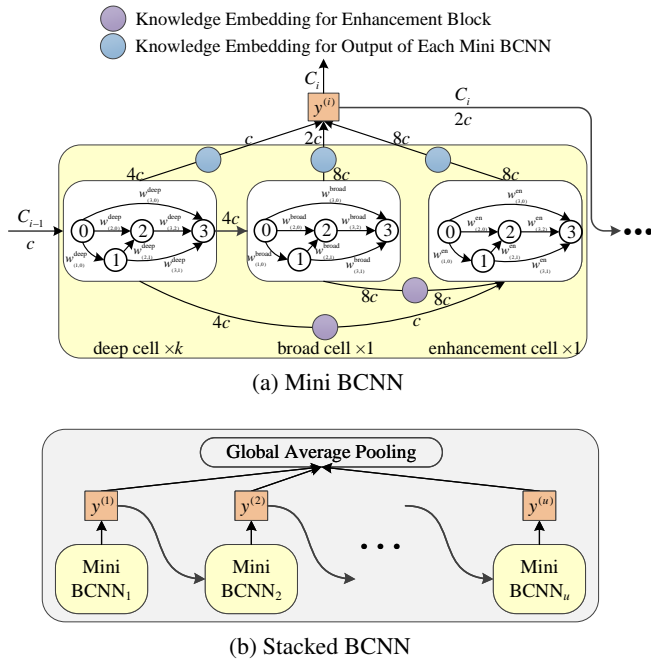 Knowledge Embedding for Enhancement Block
Knowledge Embedding for Output of Each Mini BCNN
C_i
y^(i)
C_i
2c
c
2c
8c
4c
8c
8c
C_{i−1}
c
w^deep_(3,0)
0
w^deep_(2,0)
2
w^deep_(3,2)
3
w^deep_(1,0)
1
w^deep_(2,1)
w^deep_(3,1)
4c
w^broad_(3,0)
0
w^broad_(2,0)
2
w^broad_(3,2)
3
w^broad_(1,0)
1
w^broad_(2,1)
w^broad_(3,1)
w^en_(3,0)
0
w^en_(2,0)
2
w^en_(3,2)
3
w^en_(1,0)
1
w^en_(2,1)
w^en_(3,1)
8c
8c
4c
c
deep cell ×k
broad cell ×1
enhancement cell ×1
(a) Mini BCNN
Global Average Pooling
y^(1)
y^(2)
y^(u)
Mini
BCNN_1
Mini
BCNN_2
Mini
BCNN_u
(b) Stacked BCNN